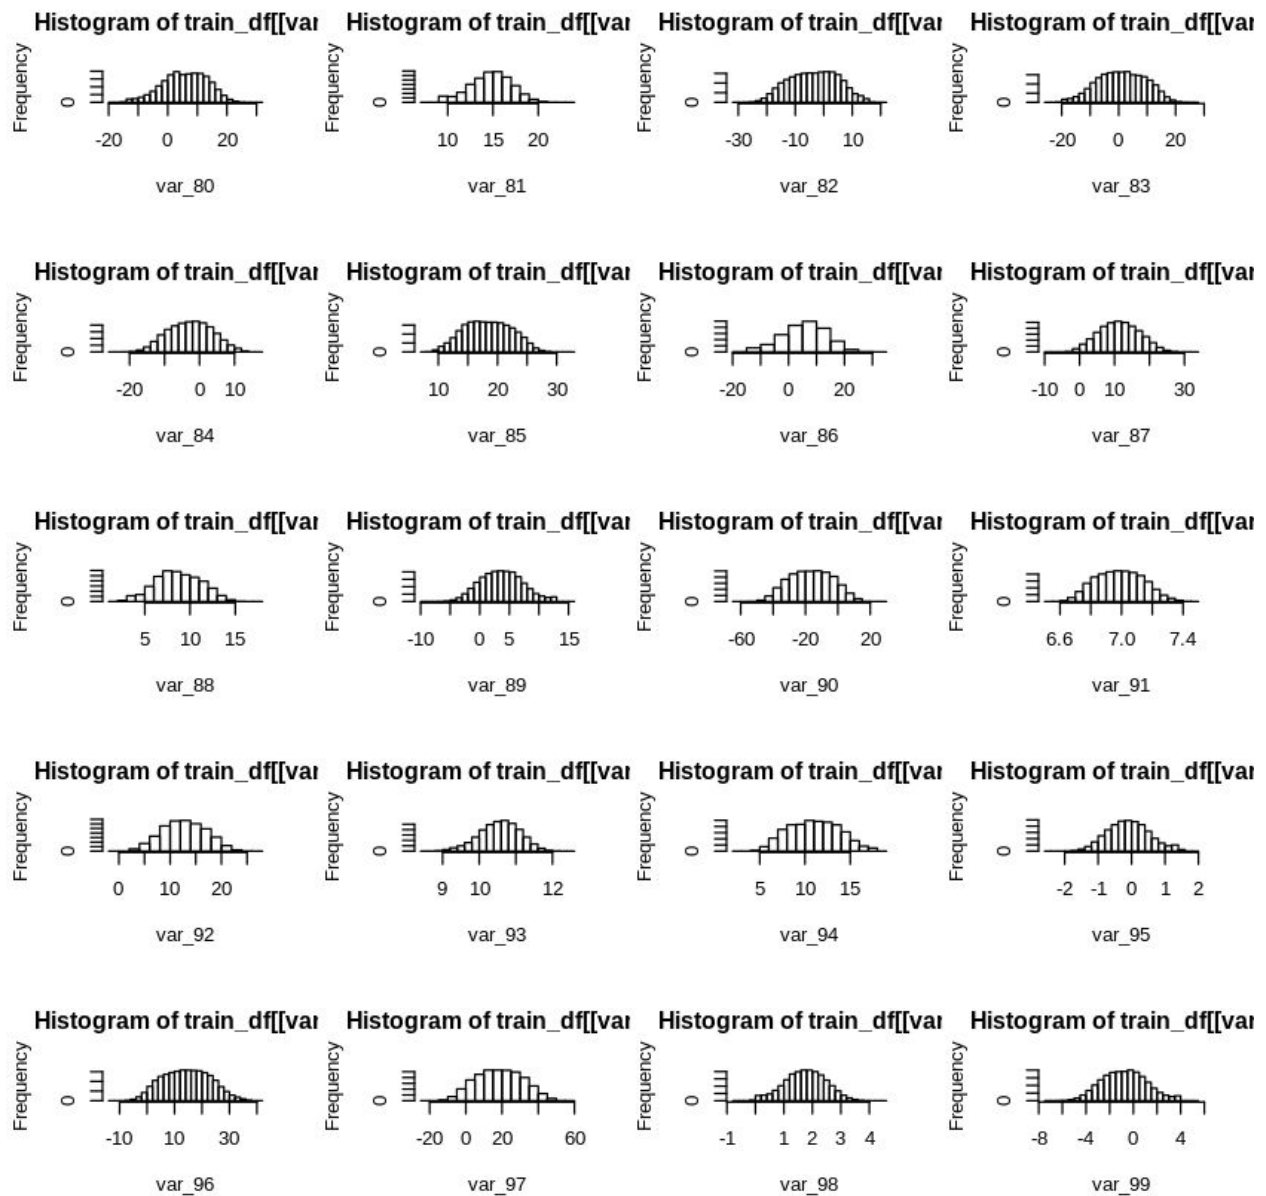 Histogram of train_df[[var Histogram of train_df[[var Histogram of train_df[[var Histogram of train_df[[var
Frequency Frequency Frequency Frequency
0 0 0 0
-20 0 20 10 15 20 -30 -10 10 -20 0 20
var_80 var_81 var_82 var_83
Histogram of train_df[[var Histogram of train_df[[var Histogram of train_df[[var Histogram of train_df[[var
Frequency Frequency Frequency Frequency
0 0 0 0
-20 0 10 10 20 30 -20 0 20 -10 0 10 30
var_84 var_85 var_86 var_87
Histogram of train_df[[var Histogram of train_df[[var Histogram of train_df[[var Histogram of train_df[[var
Frequency Frequency Frequency Frequency
0 0 0 0
5 10 15 -10 0 5 15 -60 -20 20 6.6 7.0 7.4
var_88 var_89 var_90 var_91
Histogram of train_df[[var Histogram of train_df[[var Histogram of train_df[[var Histogram of train_df[[var
Frequency Frequency Frequency Frequency
0 0 0 0
0 10 20 9 10 12 5 10 15 -2 -1 0 1 2
var_92 var_93 var_94 var_95
Histogram of train_df[[var Histogram of train_df[[var Histogram of train_df[[var Histogram of train_df[[var
Frequency Frequency Frequency Frequency
0 0 0 0
-10 10 30 -20 0 20 60 -1 1 2 3 4 -8 -4 0 4
var_96 var_97 var_98 var_99